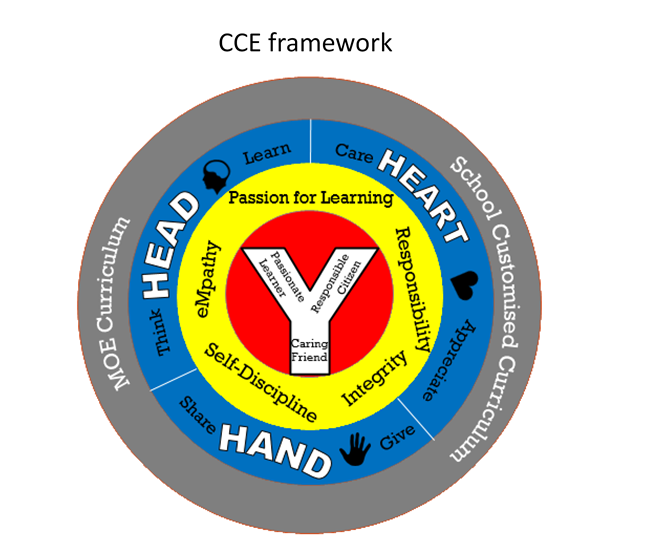 CCE framework
MOE Curriculum
School Customised Curriculum
HEAD
Think
Learn
HEART
Care
Appreciate
HAND
Share
Give
Passion for Learning
Responsibility
Integrity
Self-Discipline
eMpathy
Y
Passionate
Learner
Responsible
Citizen
Caring
Friend